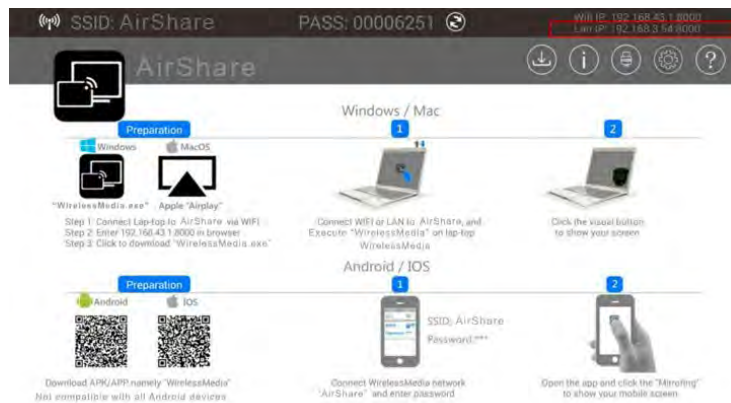 SSID: AirShare
PASS: 00006251
Wifi IP: 192.168.43.1:8000
Lan IP: 192.168.3.54:8000
AirShare
Windows / Mac
Preparation
1
2
Windows
MacOS
"WirelessMedia.exe"
Apple "Airplay"
Step 1: Connect Lap-top to AirShare via WIFI
Step 2: Enter 192.168.43.1:8000 in browser
Step 3: Click to download "WirelessMedia.exe"
Connect WIFI or LAN to AirShare, and
Execute "WirelessMedia" on lap-top
WirelessMedia
Click the visual button
to show your screen
Android / IOS
Preparation
1
2
Android
IOS
SSID: AirShare
Password:***
Download APK/APP namely "WirelessMedia"
Not compatible with all Android devices
Connect WirelessMedia network
"AirShare" and enter password
Open the app and click the "Mirroring"
to show your mobile screen